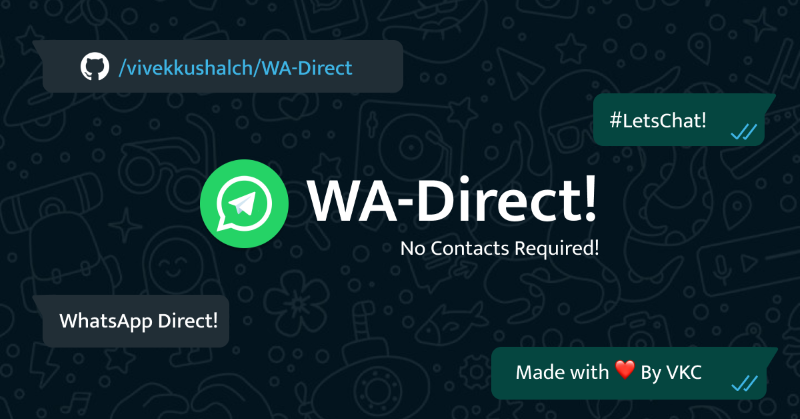 /vivekkushalch/WA-Direct
#LetsChat!
WA-Direct!
No Contacts Required!
WhatsApp Direct!
Made with ❤️ By VKC